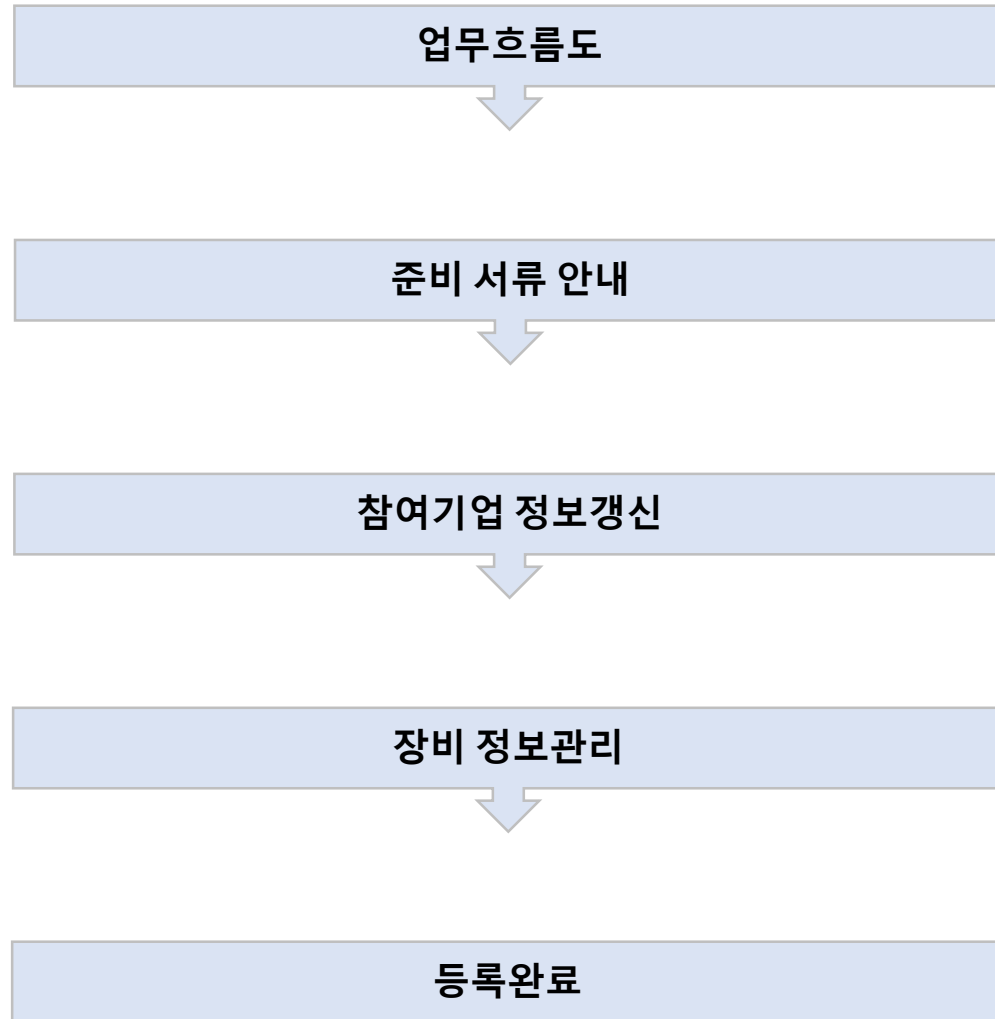 업무흐름도
준비 서류 안내
참여기업 정보갱신
장비 정보관리
등록완료